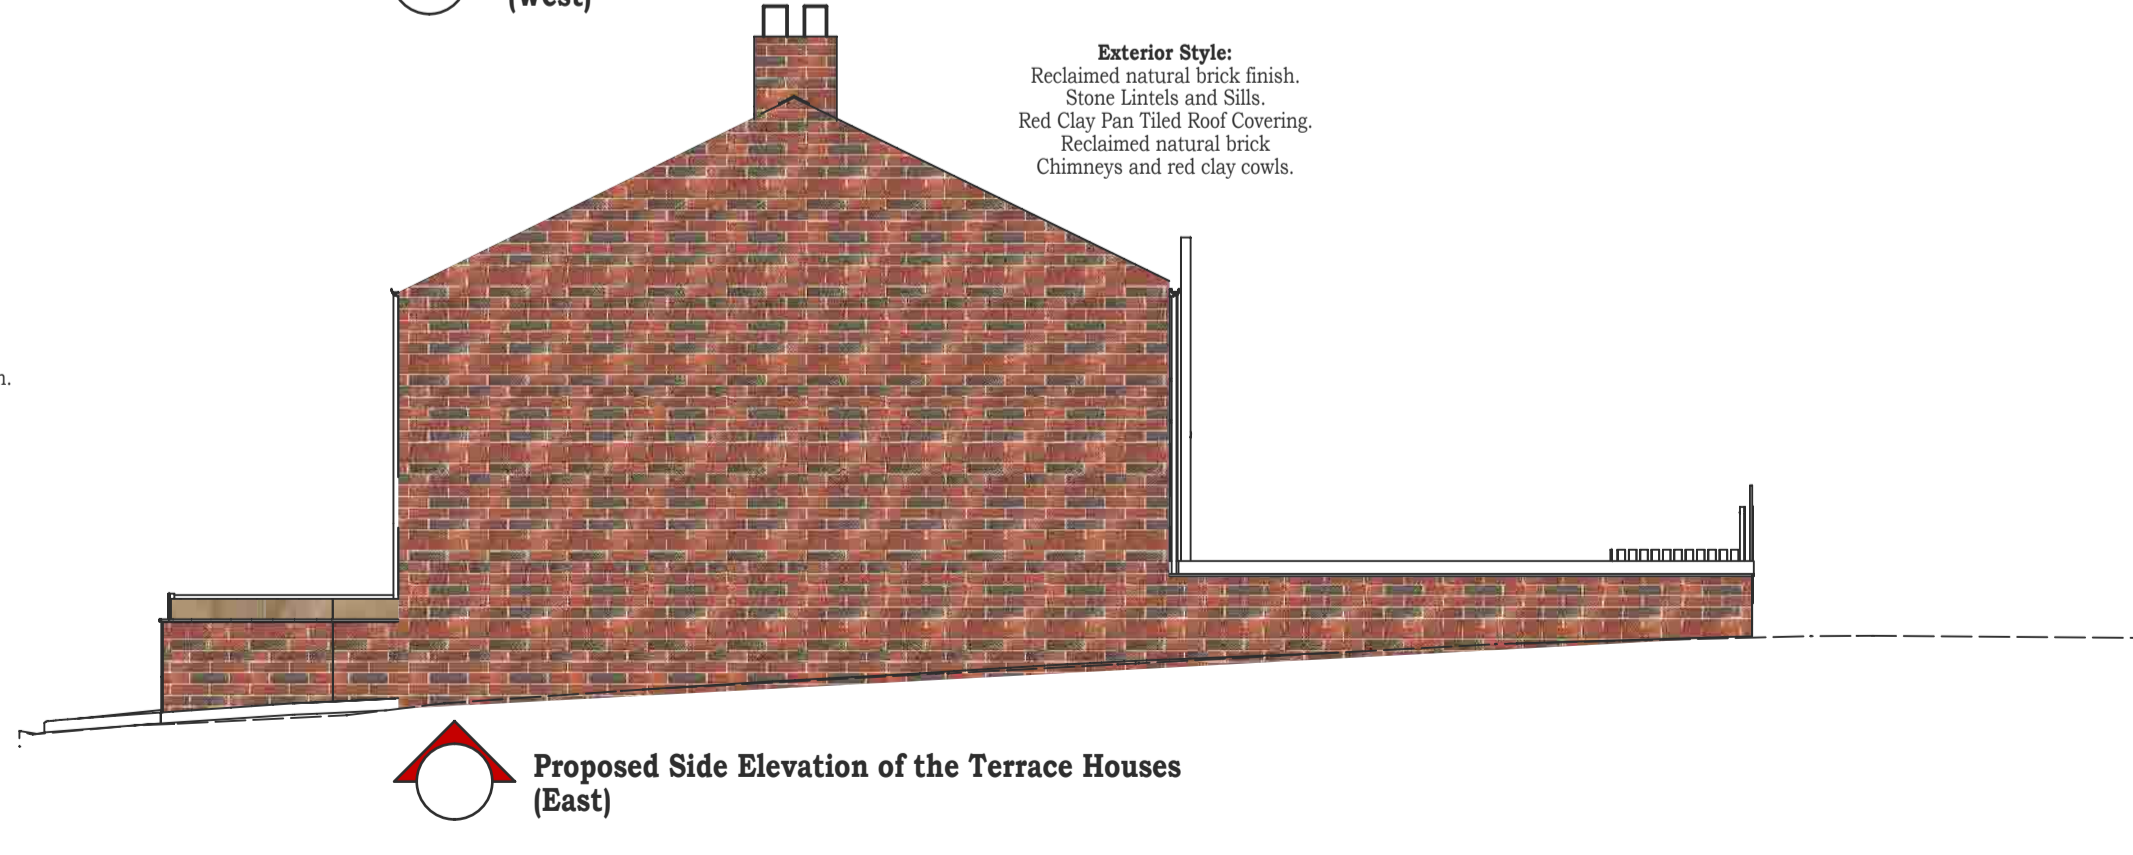 (West)
Exterior Style:
Reclaimed natural brick finish.
Stone Lintels and Sills.
Red Clay Pan Tiled Roof Covering.
Reclaimed natural brick
Chimneys and red clay cowls.
Proposed Side Elevation of the Terrace Houses
(East)